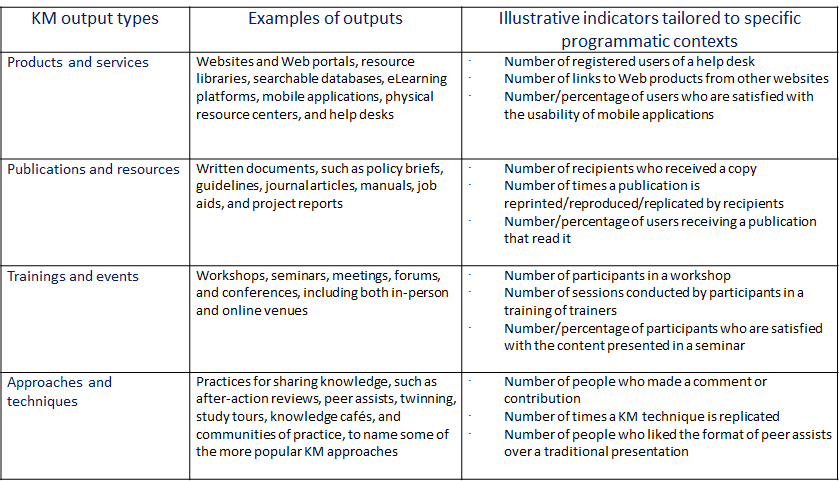 KM output types
Examples of outputs
Illustrative indicators tailored to specific
programmatic contexts
Products and services
Websites and Web portals, resource
libraries, searchable databases, eLearning
platforms, mobile applications, physical
resource centers, and help desks
· Number of registered users of a help desk
· Number of links to Web products from other websites
· Number/percentage of users who are satisfied with
the usability of mobile applications
Publications and resources
Written documents, such as policy briefs,
guidelines, journal articles, manuals, job
aids, and project reports
· Number of recipients who received a copy
· Number of times a publication is
reprinted/reproduced/replicated by recipients
· Number/percentage of users receiving a publication
that read it
Trainings and events
Workshops, seminars, meetings, forums,
and conferences, including both in-person
and online venues
· Number of participants in a workshop
· Number of sessions conducted by participants in a
training of trainers
· Number/percentage of participants who are satisfied
with the content presented in a seminar
Approaches and
techniques
Practices for sharing knowledge, such as
after-action reviews, peer assists, twinning,
study tours, knowledge cafés, and
communities of practice, to name some of
the more popular KM approaches
· Number of people who made a comment or
contribution
· Number of times a KM technique is replicated
· Number of people who liked the format of peer assists
over a traditional presentation